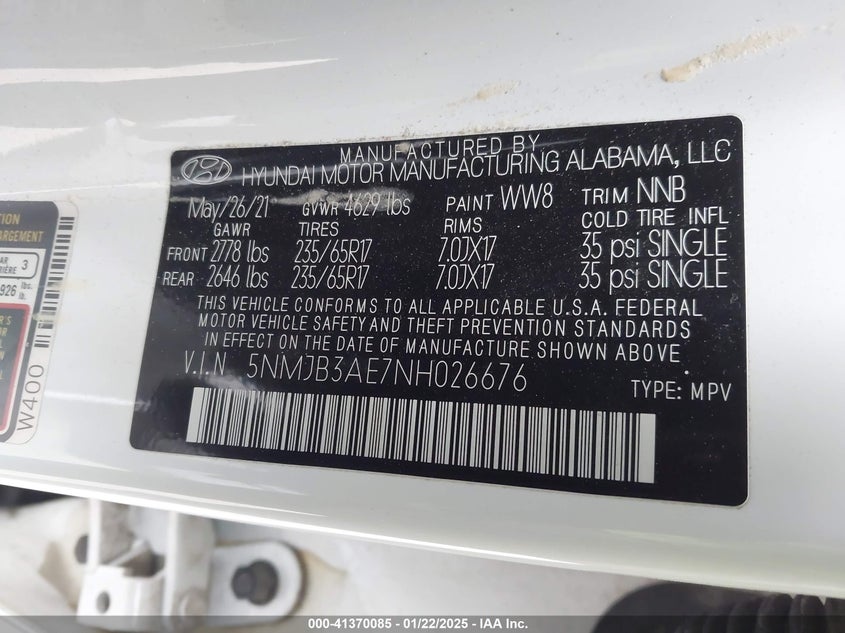 MANUFACTURED BY
HYUNDAI MOTOR MANUFACTURING ALABAMA, LLC
May/26/21 GVWR 4629 lbs PAINT WW8 TRIM NNB
GAWR TIRES RIMS COLD TIRE INFL
FRONT 2778 lbs 235/65R17 7.0JX17 35 psi SINGLE
REAR 2646 lbs 235/65R17 7.0JX17 35 psi SINGLE
THIS VEHICLE CONFORMS TO ALL APPLICABLE U.S.A. FEDERAL
MOTOR VEHICLE SAFETY AND THEFT PREVENTION STANDARDS
IN EFFECT ON THE DATE OF MANUFACTURE SHOWN ABOVE
V.I.N 5NMJB3AE7NH026676
TYPE: MPV
3
926 lbs.
lb.
W400
000-41370085 - 01/22/2025 - IAA Inc.